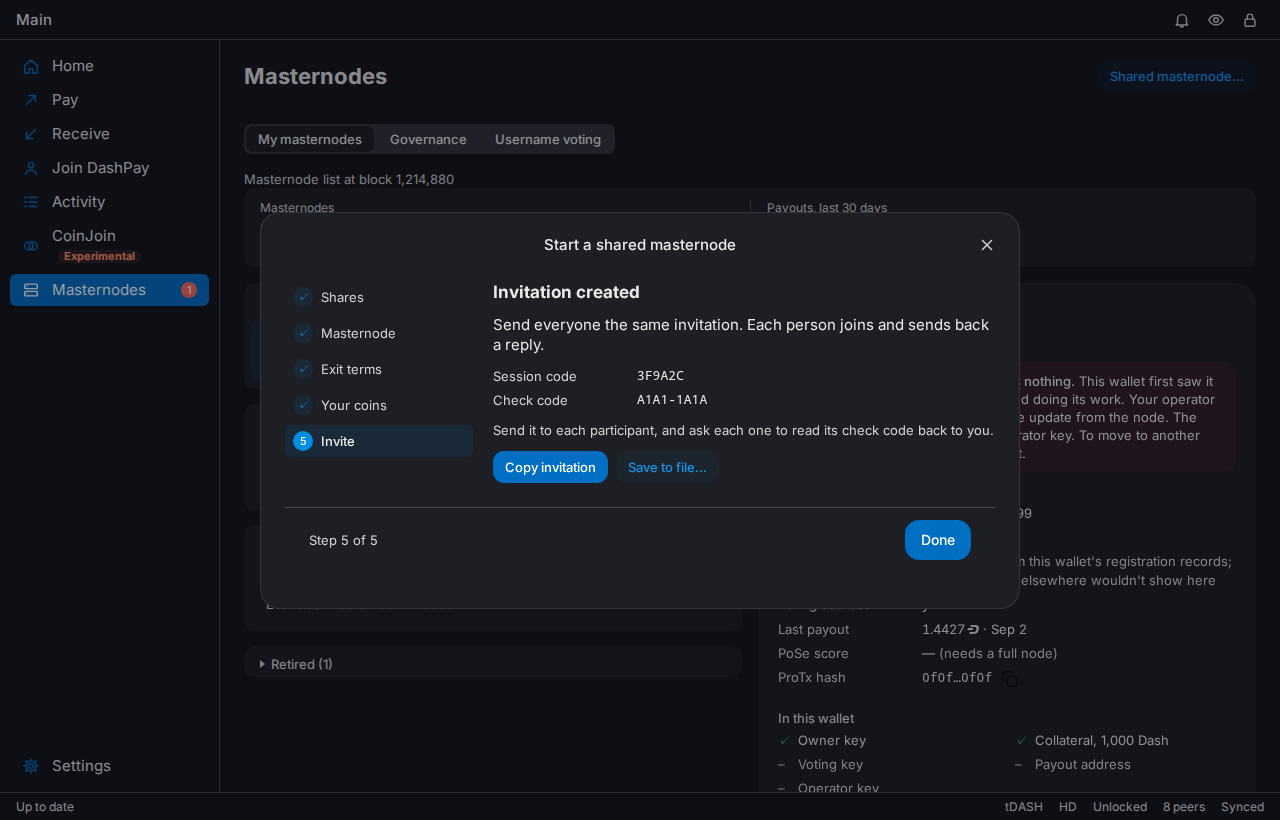 Main
Home
Pay
Receive
Join DashPay
Activity
CoinJoin
Experimental
Masternodes
1
Settings
Masternodes
Shared masternode...
My masternodes
Governance
Username voting
Masternode list at block 1,214,880
Masternodes
Payouts, last 30 days
Start a shared masternode
✓ Shares
✓ Masternode
✓ Exit terms
✓ Your coins
5 Invite
Invitation created
Send everyone the same invitation. Each person joins and sends back
a reply.
Session code 3F9A2C
Check code A1A1-1A1A
Send it to each participant, and ask each one to read its check code back to you.
Copy invitation
Save to file...
Step 5 of 5
Done
nothing. This wallet first saw it
doing its work. Your operator
update from the node. The
key. To move to another
99
this wallet's registration records;
elsewhere wouldn't show here
Last payout 1.4427 · Sep 2
PoSe score — (needs a full node)
ProTx hash 0f0f…0f0f
In this wallet
✓ Owner key
✓ Collateral, 1,000 Dash
– Voting key
– Payout address
– Operator key
Retired (1)
Up to date
tDASH
HD
Unlocked
8 peers
Synced